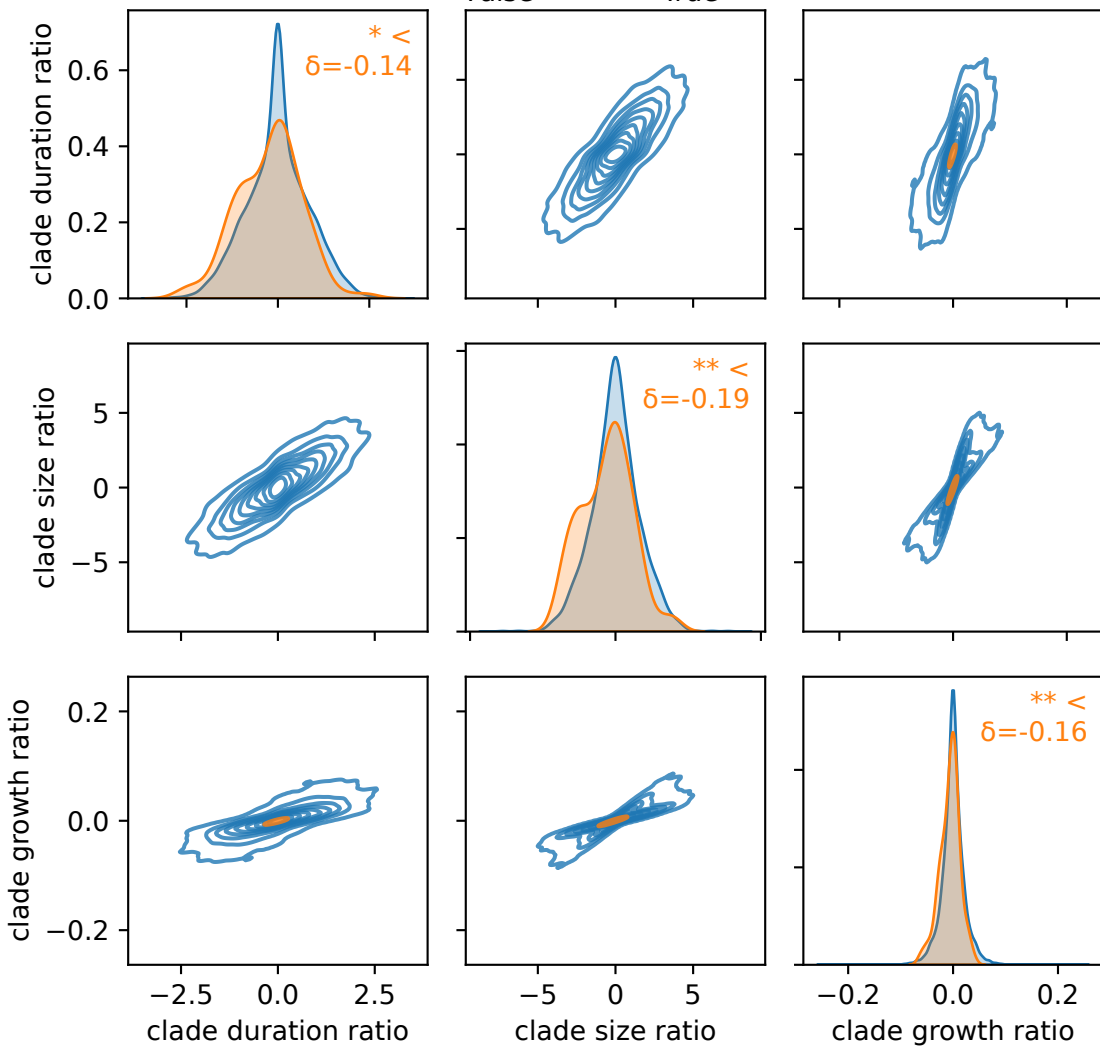 clade duration ratio
0.6
0.4
0.2
0.0
* <
δ=-0.14
clade size ratio
5
0
−5
** <
δ=-0.19
clade growth ratio
0.2
0.0
−0.2
** <
δ=-0.16
−2.5 0.0 2.5
−5 0 5
−0.2 0.0 0.2
clade duration ratio
clade size ratio
clade growth ratio